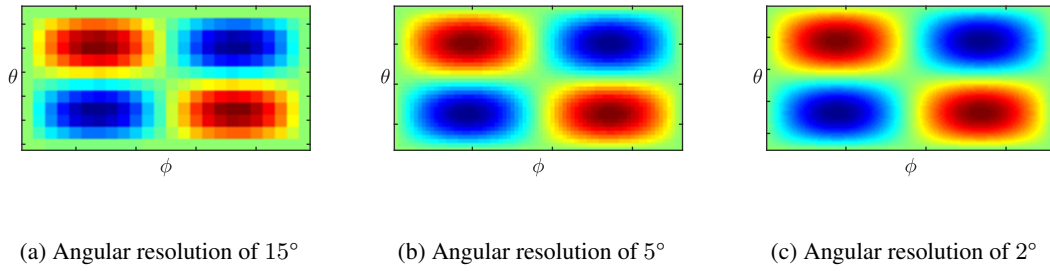 θ
ϕ
θ
ϕ
θ
ϕ
(a) Angular resolution of 15°
(b) Angular resolution of 5°
(c) Angular resolution of 2°